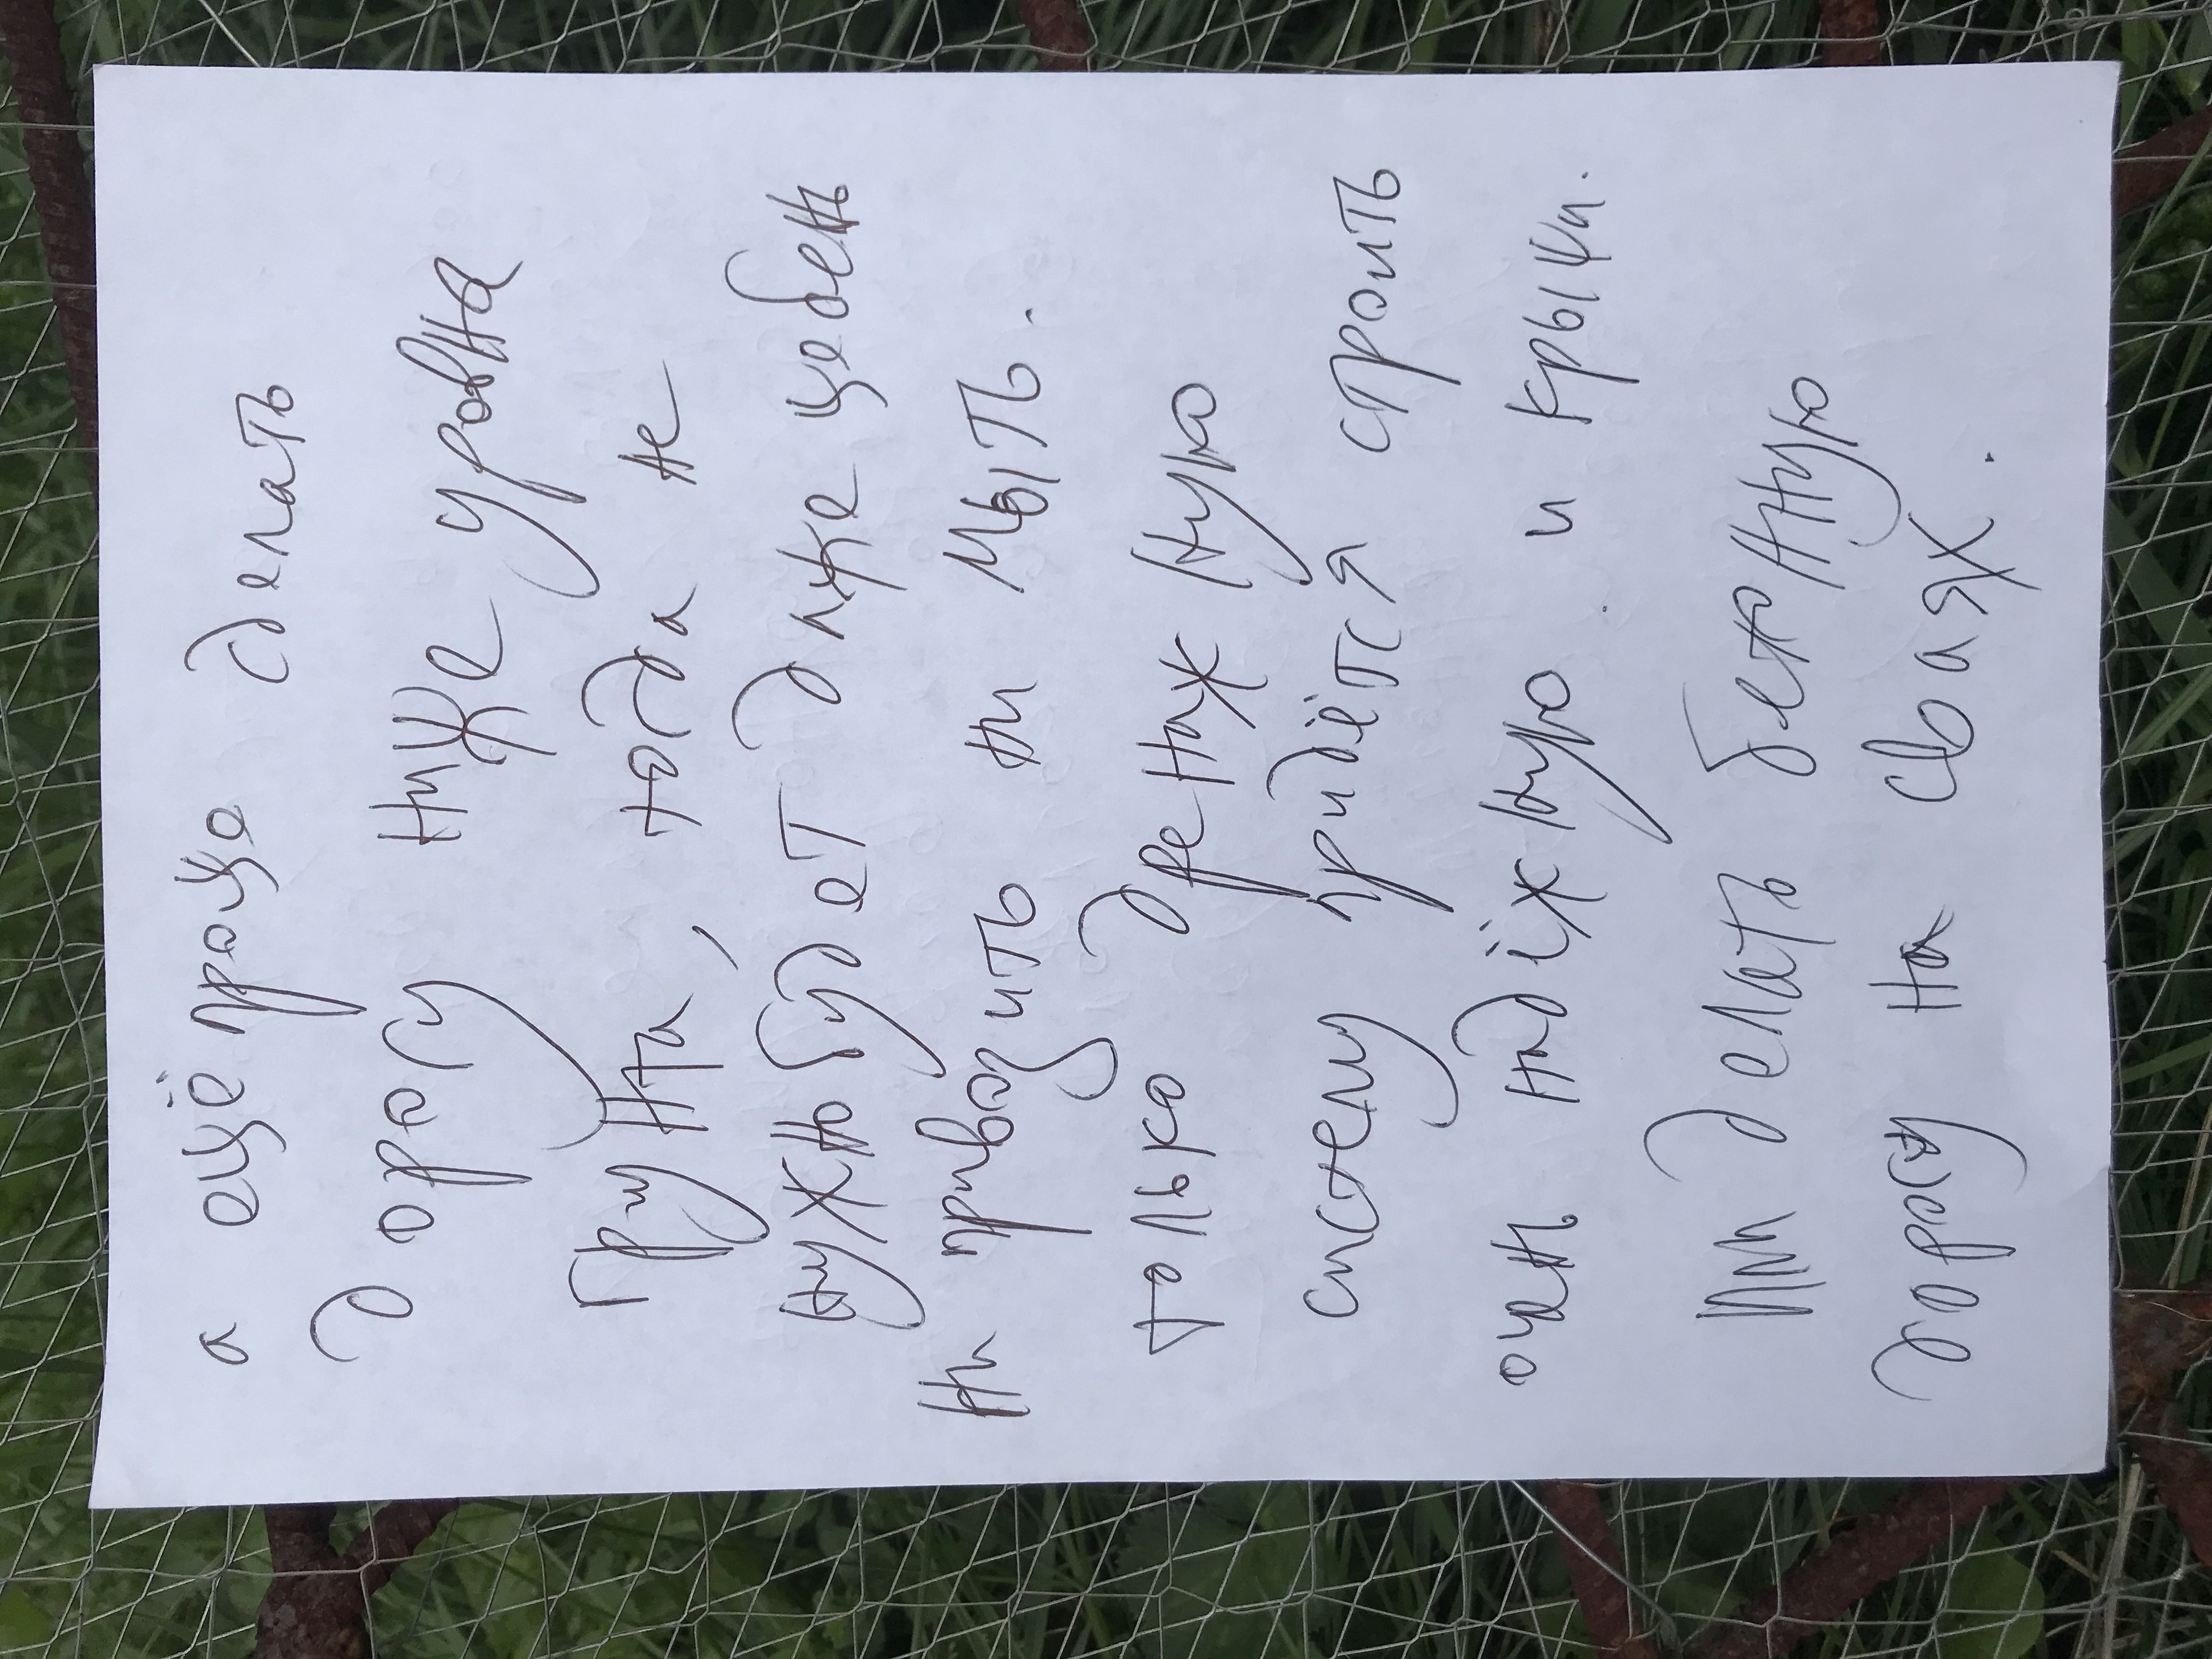 а ещё проще сделать
дорогу ниже уровня
грунта, тогда не
нужно будет даже щебень
ни привозить ни мыть.
только дренажную
систему придётся строить
очень надёжную. и крыша.
или делать бетонную
дорогу на сваях.